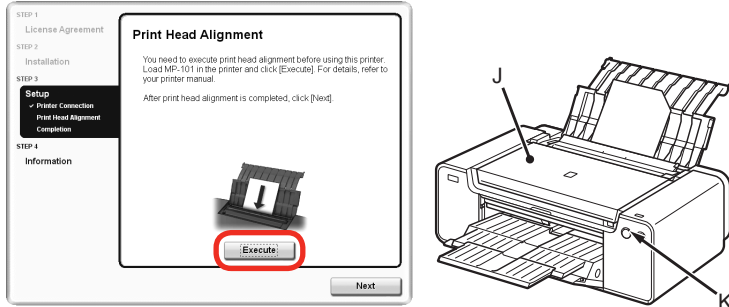 STEP 1
License Agreement
STEP 2
Installation
STEP 3
Setup
✓ Printer Connection
Print Head Alignment
Completion
STEP 4
Information
Print Head Alignment
You need to execute print head alignment before using this printer.
Load MP-101 in the printer and click [Execute]. For details, refer to
your printer manual.
After print head alignment is completed, click [Next].
Execute
Next
J
K